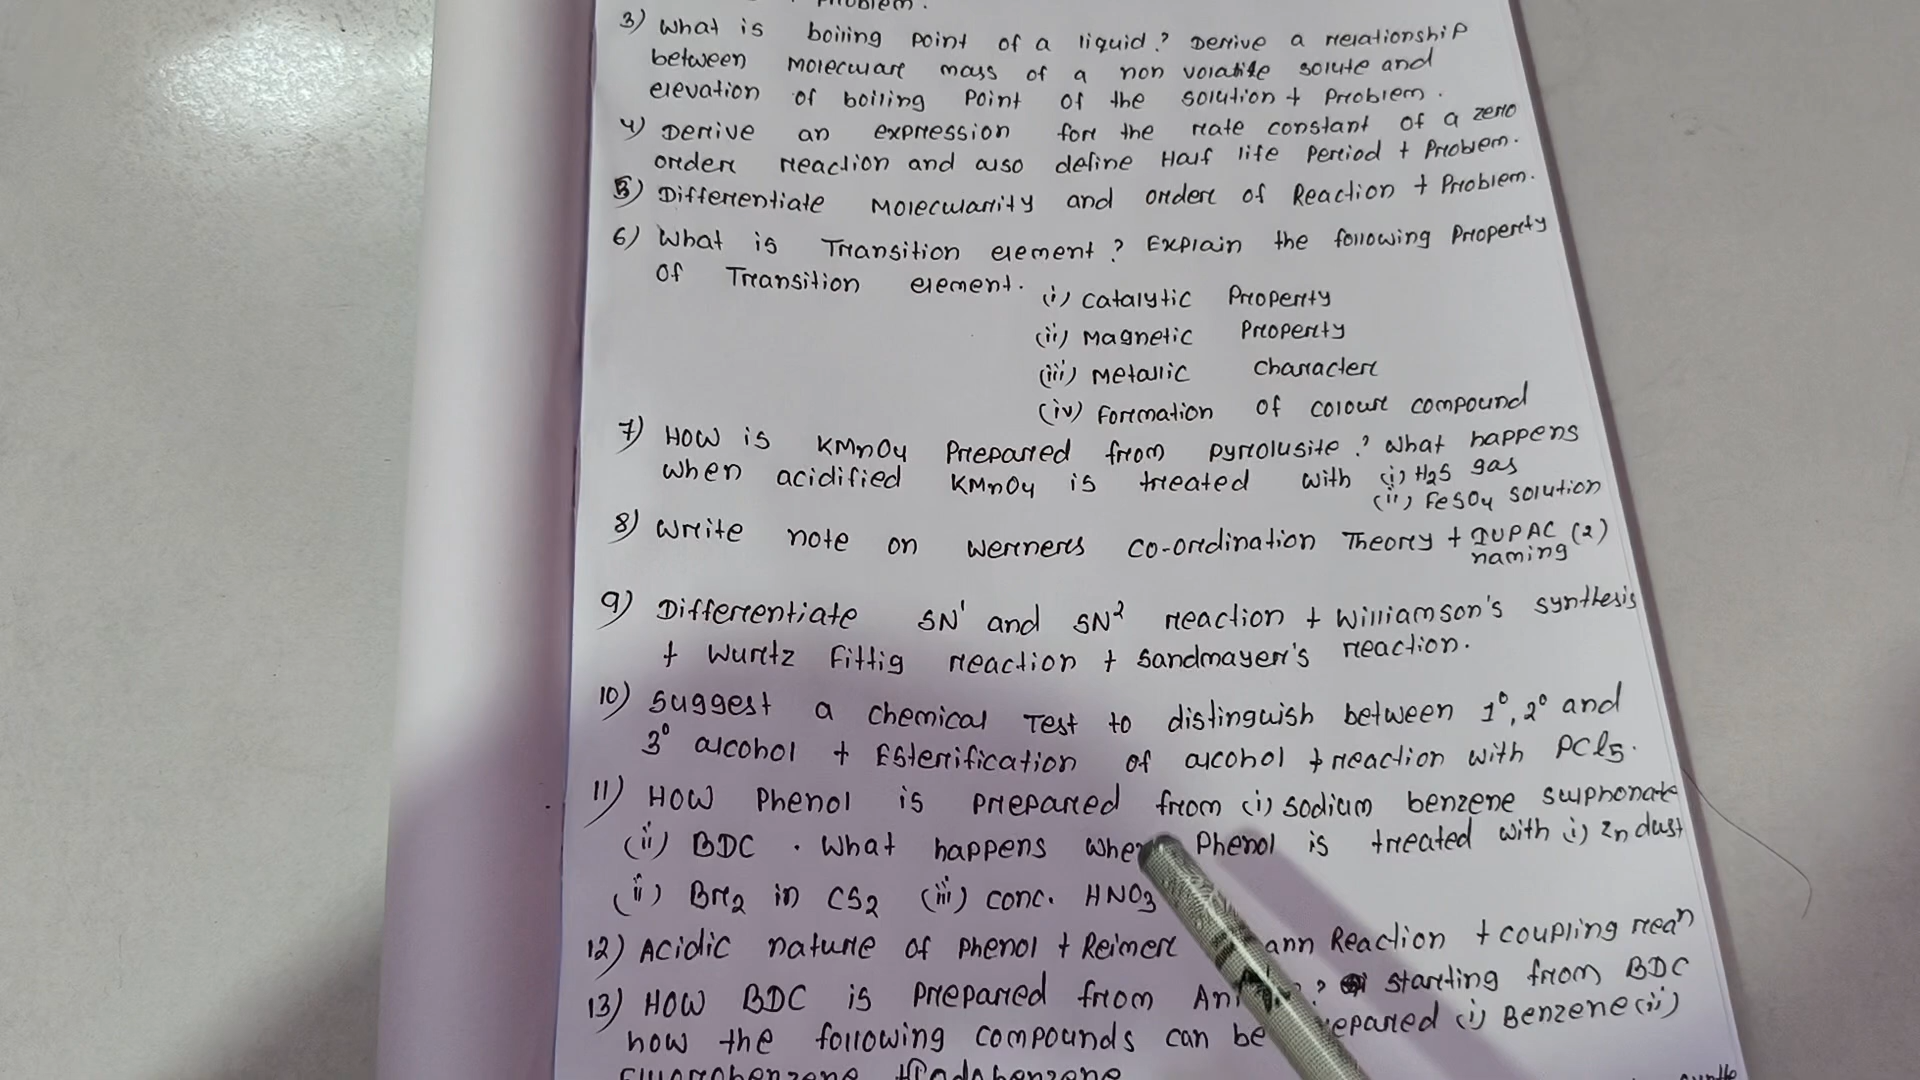 Problem.
3) What is boiling point of a liquid? Derive a relationship
between molecular mass of a non volatile solute and
elevation of boiling point of the solution + Problem.
4) Derive an expression for the rate constant of a zero
order reaction and also define Half life period + Problem.
5) Differentiate Molecularity and order of Reaction + Problem.
6) What is Transition element? Explain the following Property
of Transition element.
(i) Catalytic Property
(ii) Magnetic Property
(iii) Metallic Character
(iv) Formation of colour compound
7) How is KMnO4 Prepared from pyrolusite? What happens
when acidified KMnO4 is treated with (i) H2S gas
(ii) FeSO4 solution
8) Write note on Werner's Co-ordination Theory + IUPAC (2)
naming
9) Differentiate SN1 and SN2 reaction + Williamson's synthesis
+ Wurtz Fittig reaction + Sandmayer's reaction.
10) Suggest a chemical Test to distinguish between 1°, 2° and
3° alcohol + Esterification of alcohol + reaction with PCl5.
11) How Phenol is prepared from (i) Sodium benzene sulphonate
(ii) BDC. What happens when Phenol is treated with i) Zn dust
(ii) Br2 in CS2 (iii) conc. HNO3
12) Acidic nature of Phenol + Reimer Reaction + coupling rean
13) How BDC is prepared from ? starting from BDC
how the following compounds can be (i) Benzene (ii)